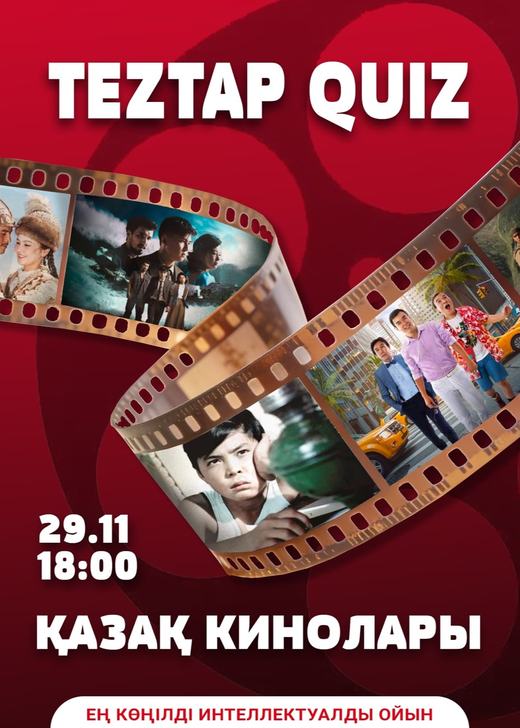 TEZTAP QUIZ
29.11
18:00
ҚАЗАҚ КИНОЛАРЫ
ЕҢ КӨҢІЛДІ ИНТЕЛЛЕКТУАЛДЫ ОЙЫН